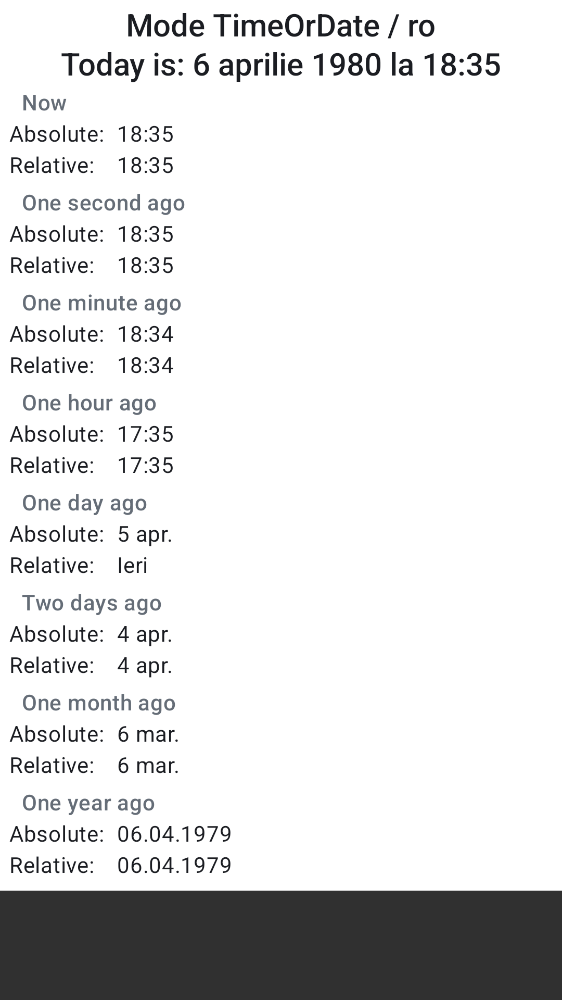 Mode TimeOrDate / ro
Today is: 6 aprilie 1980 la 18:35
Now
Absolute: 18:35
Relative: 18:35
One second ago
Absolute: 18:35
Relative: 18:35
One minute ago
Absolute: 18:34
Relative: 18:34
One hour ago
Absolute: 17:35
Relative: 17:35
One day ago
Absolute: 5 apr.
Relative: Ieri
Two days ago
Absolute: 4 apr.
Relative: 4 apr.
One month ago
Absolute: 6 mar.
Relative: 6 mar.
One year ago
Absolute: 06.04.1979
Relative: 06.04.1979